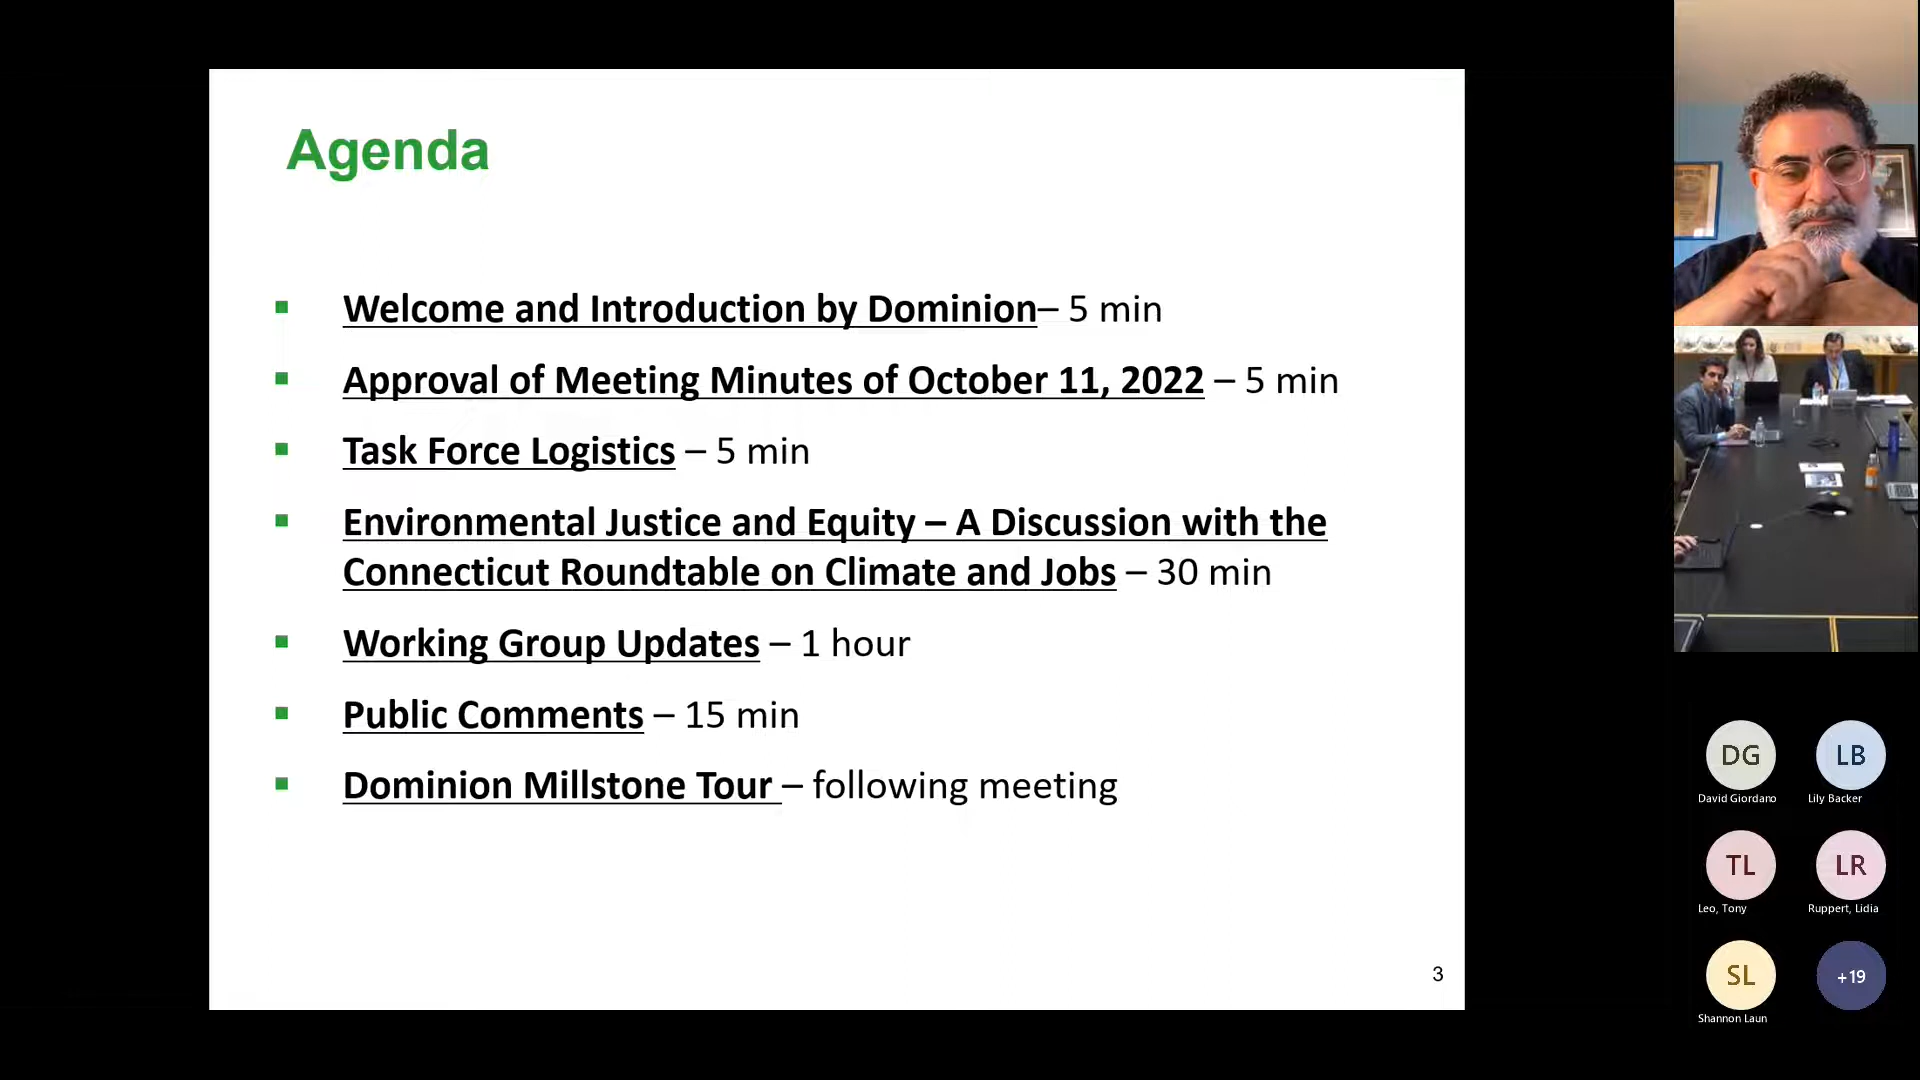 Agenda
▪ Welcome and Introduction by Dominion– 5 min
▪ Approval of Meeting Minutes of October 11, 2022 – 5 min
▪ Task Force Logistics – 5 min
▪ Environmental Justice and Equity – A Discussion with the
Connecticut Roundtable on Climate and Jobs – 30 min
▪ Working Group Updates – 1 hour
▪ Public Comments – 15 min
▪ Dominion Millstone Tour – following meeting
3
DG
LB
David Giordano
Lily Backer
TL
LR
Leo, Tony
Ruppert, Lidia
SL
+19
Shannon Laun